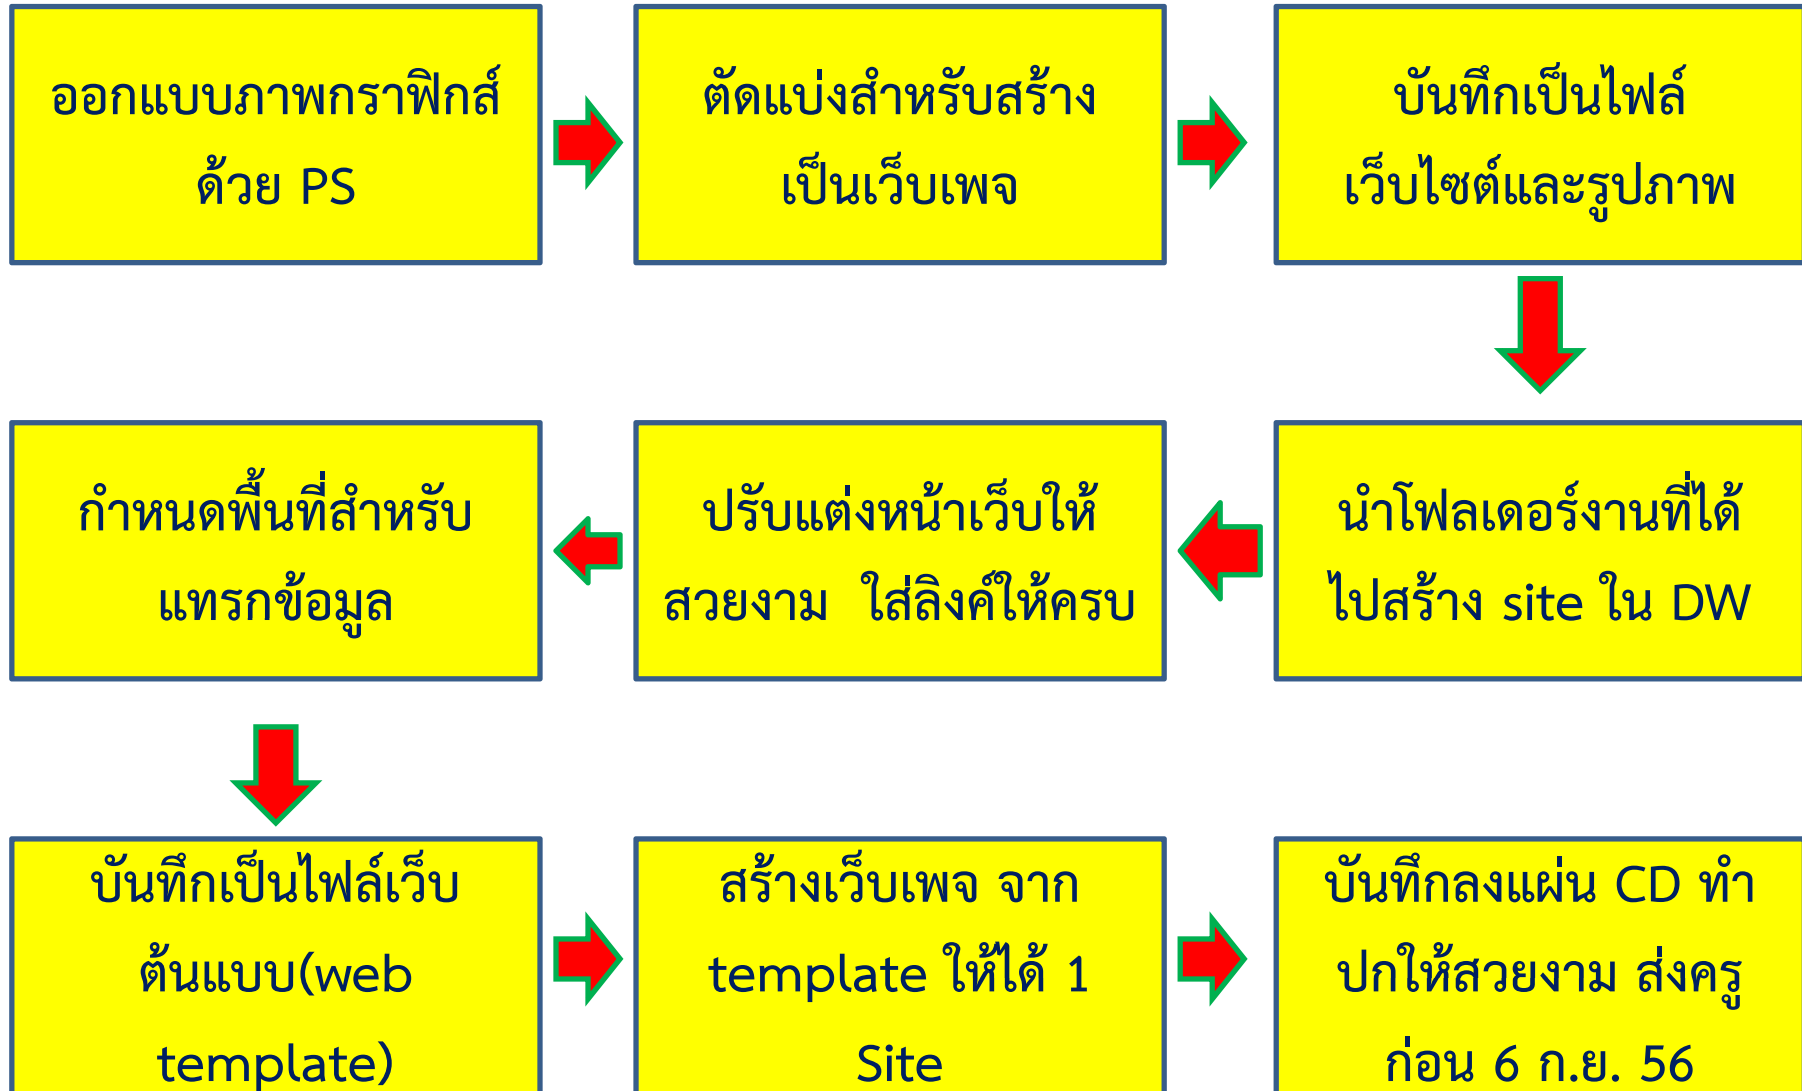 ออกแบบภาพกราฟิกส์
ด้วย PS
ตัดแบ่งสำหรับสร้าง
เป็นเว็บเพจ
บันทึกเป็นไฟล์
เว็บไซต์และรูปภาพ
นำโฟลเดอร์งานที่ได้
ไปสร้าง site ใน DW
ปรับแต่งหน้าเว็บให้
สวยงาม ใส่ลิงค์ให้ครบ
กำหนดพื้นที่สำหรับ
แทรกข้อมูล
บันทึกเป็นไฟล์เว็บ
ต้นแบบ(web
template)
สร้างเว็บเพจ จาก
template ให้ได้ 1
Site
บันทึกลงแผ่น CD ทำ
ปกให้สวยงาม ส่งครู
ก่อน 6 ก.ย. 56